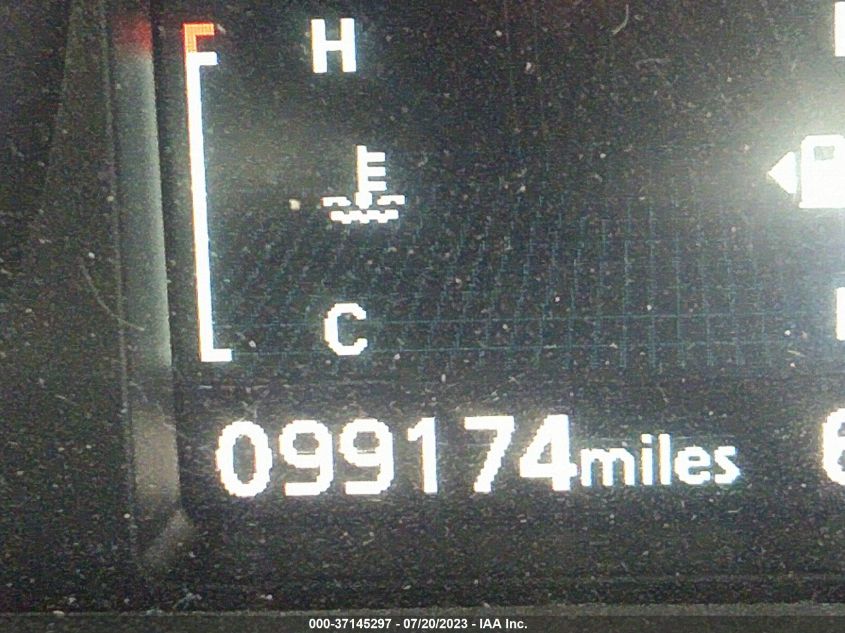 H
C
099174miles
000-37145297 - 07/20/2023 - IAA Inc.